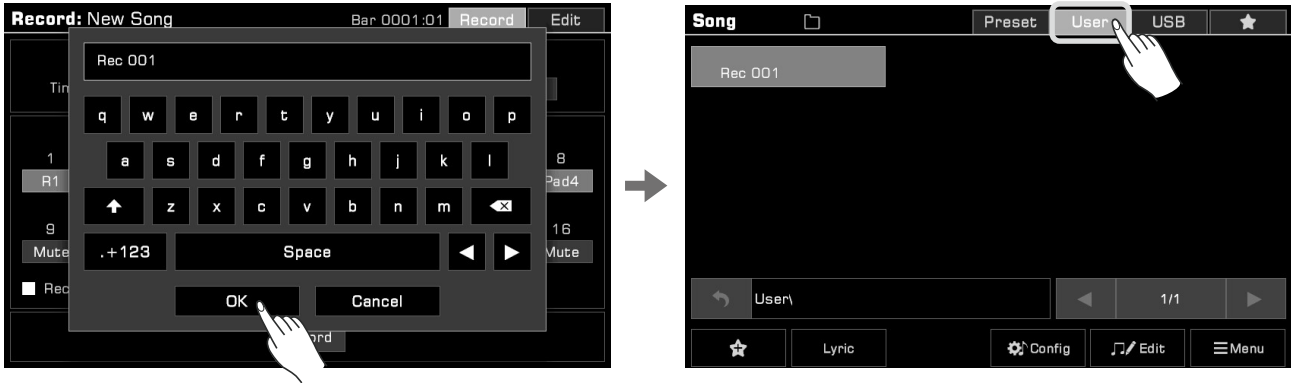 Record: New Song Bar 0001:01 Record Edit
Rec 001
Tin
q w e r t y u i o p
1 a s d f g h j k l 8
R1 Pad4
z x c v b n m
9 16
Mute .+123 Space Mute
Rec
OK Cancel
ord
Song Preset User USB
Rec 001
User\ 1/1
Lyric Config Edit Menu